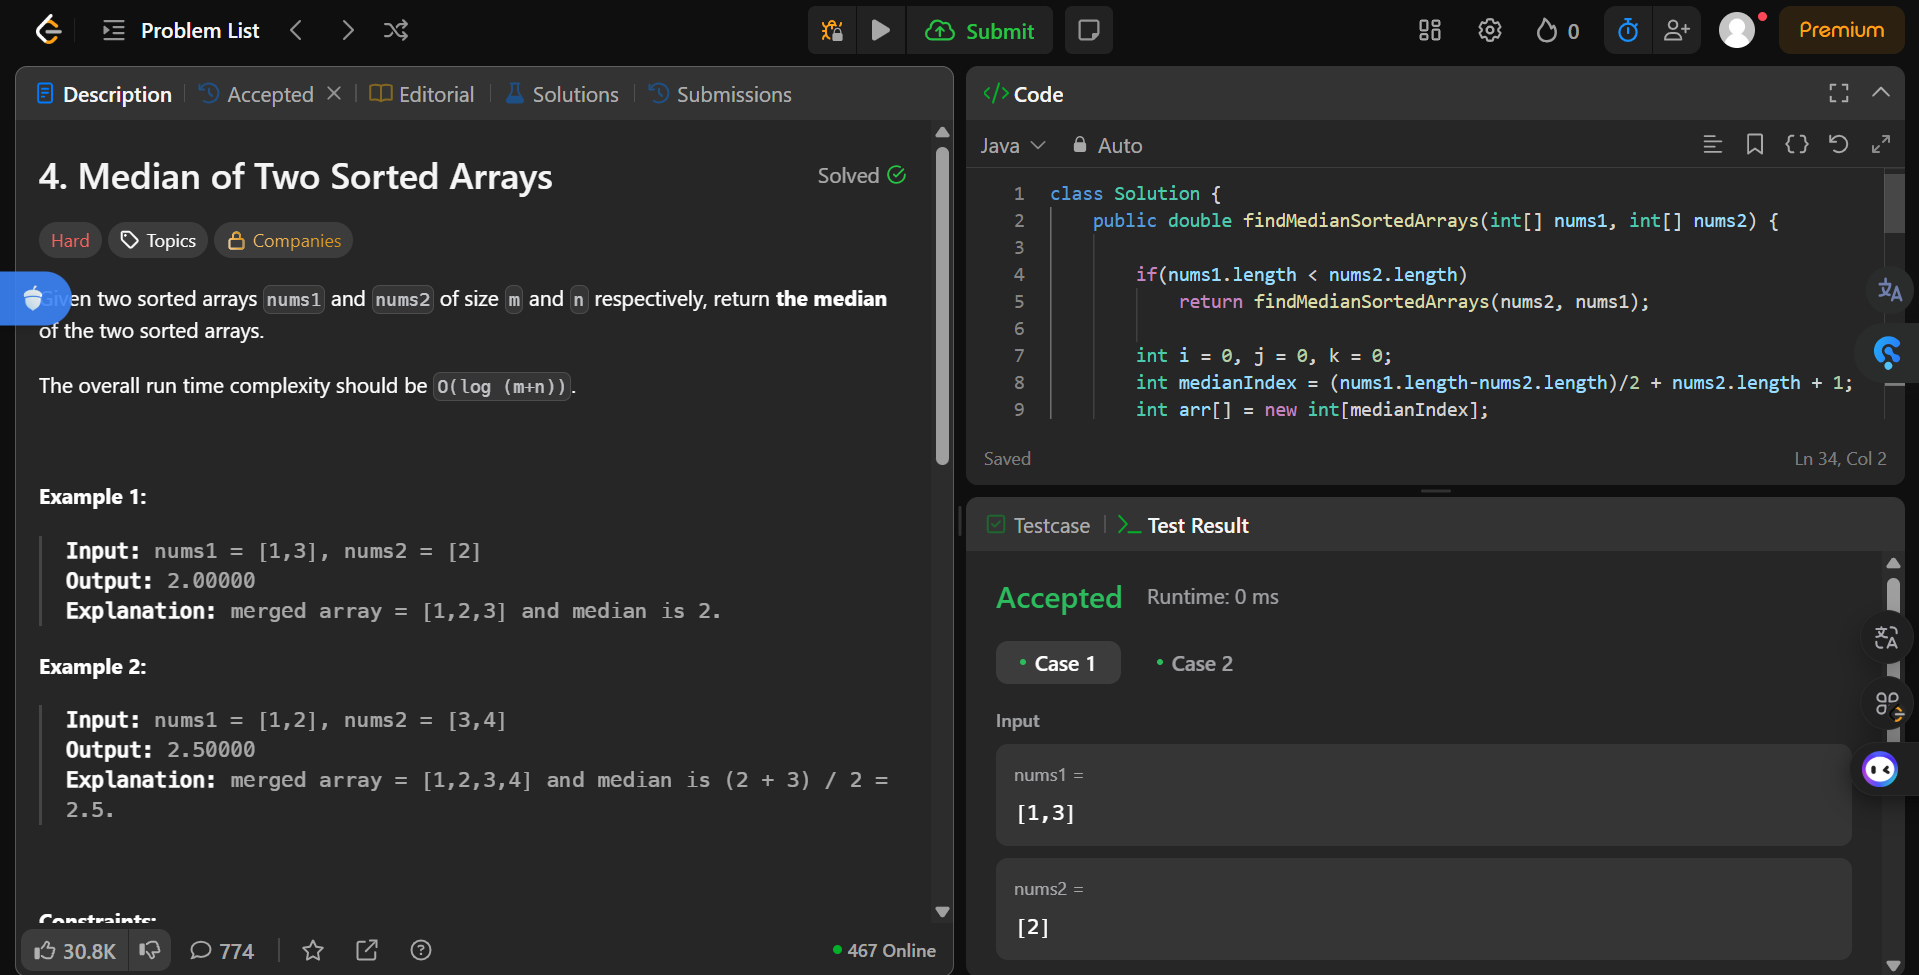 Problem List
Submit
0
Premium
Description
Accepted
Editorial
Solutions
Submissions
4. Median of Two Sorted Arrays
Solved
Hard
Topics
Companies
Given two sorted arrays nums1 and nums2 of size m and n respectively, return the median
of the two sorted arrays.
The overall run time complexity should be O(log (m+n)).
Example 1:
Input: nums1 = [1,3], nums2 = [2]
Output: 2.00000
Explanation: merged array = [1,2,3] and median is 2.
Example 2:
Input: nums1 = [1,2], nums2 = [3,4]
Output: 2.50000
Explanation: merged array = [1,2,3,4] and median is (2 + 3) / 2 =
2.5.
Constraints:
30.8K
774
467 Online
Code
Java
Auto
1 class Solution {
2 public double findMedianSortedArrays(int[] nums1, int[] nums2) {
3
4 if(nums1.length < nums2.length)
5 return findMedianSortedArrays(nums2, nums1);
6
7 int i = 0, j = 0, k = 0;
8 int medianIndex = (nums1.length-nums2.length)/2 + nums2.length + 1;
9 int arr[] = new int[medianIndex];
Saved
Ln 34, Col 2
Testcase
Test Result
Accepted
Runtime: 0 ms
Case 1
Case 2
Input
nums1 =
[1,3]
nums2 =
[2]